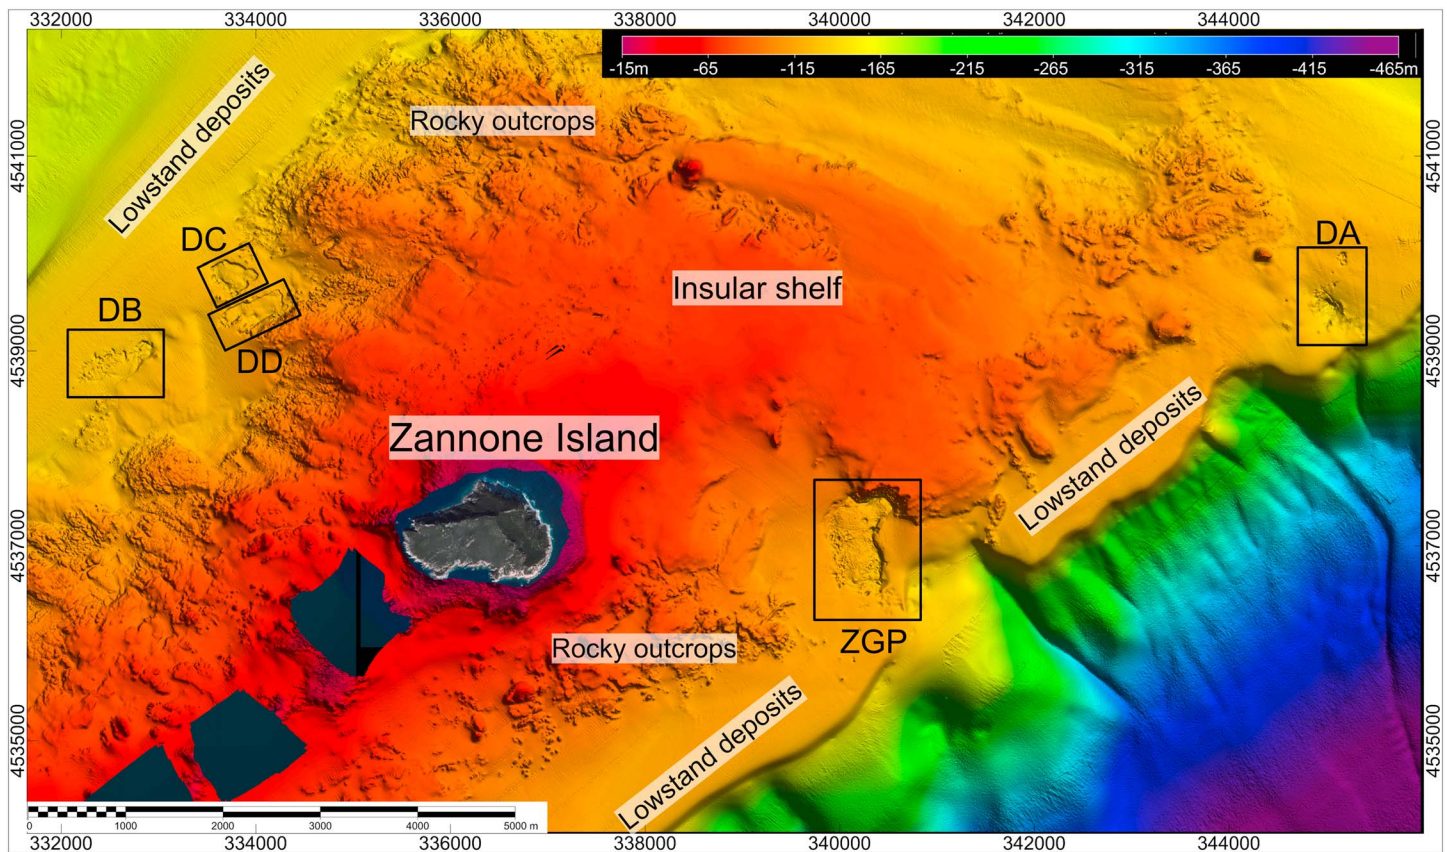 332000 334000 336000 338000 340000 342000 344000
-15m -65 -115 -165 -215 -265 -315 -365 -415 -465m
Lowstand deposits
Rocky outcrops
4541000
4541000
DC
DA
Insular shelf
DB
DD
4539000
4539000
Zannone Island
Lowstand deposits
4537000
4537000
ZGP
Rocky outcrops
Lowstand deposits
4535000
4535000
0 1000 2000 3000 4000 5000 m
332000 334000 336000 338000 340000 342000 344000